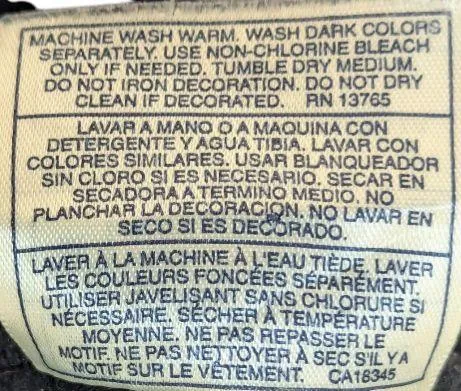 MACHINE WASH WARM. WASH DARK COLORS
SEPARATELY. USE NON-CHLORINE BLEACH
ONLY IF NEEDED. TUMBLE DRY MEDIUM.
DO NOT IRON DECORATION. DO NOT DRY
CLEAN IF DECORATED. RN 13765
LAVAR A MANO O A MAQUINA CON
DETERGENTE Y AGUA TIBIA. LAVAR CON
COLORES SIMILARES. USAR BLANQUEADOR
SIN CLORO SI ES NECESARIO. SECAR EN
SECADORA A TERMINO MEDIO. NO
PLANCHAR LA DECORACIÓN. NO LAVAR EN
SECO SI ES DECORADO.
LAVER À LA MACHINE À L'EAU TIÈDE. LAVER
LES COULEURS FONCÉES SÉPARÉMENT.
UTILISER JAVELISANT SANS CHLORURE SI
NÉCESSAIRE. SÉCHER À TEMPÉRATURE
MOYENNE. NE PAS REPASSER LE
MOTIF. NE PAS NETTOYER À SEC S'IL Y A
MOTIF SUR LE VÊTEMENT. CA18345